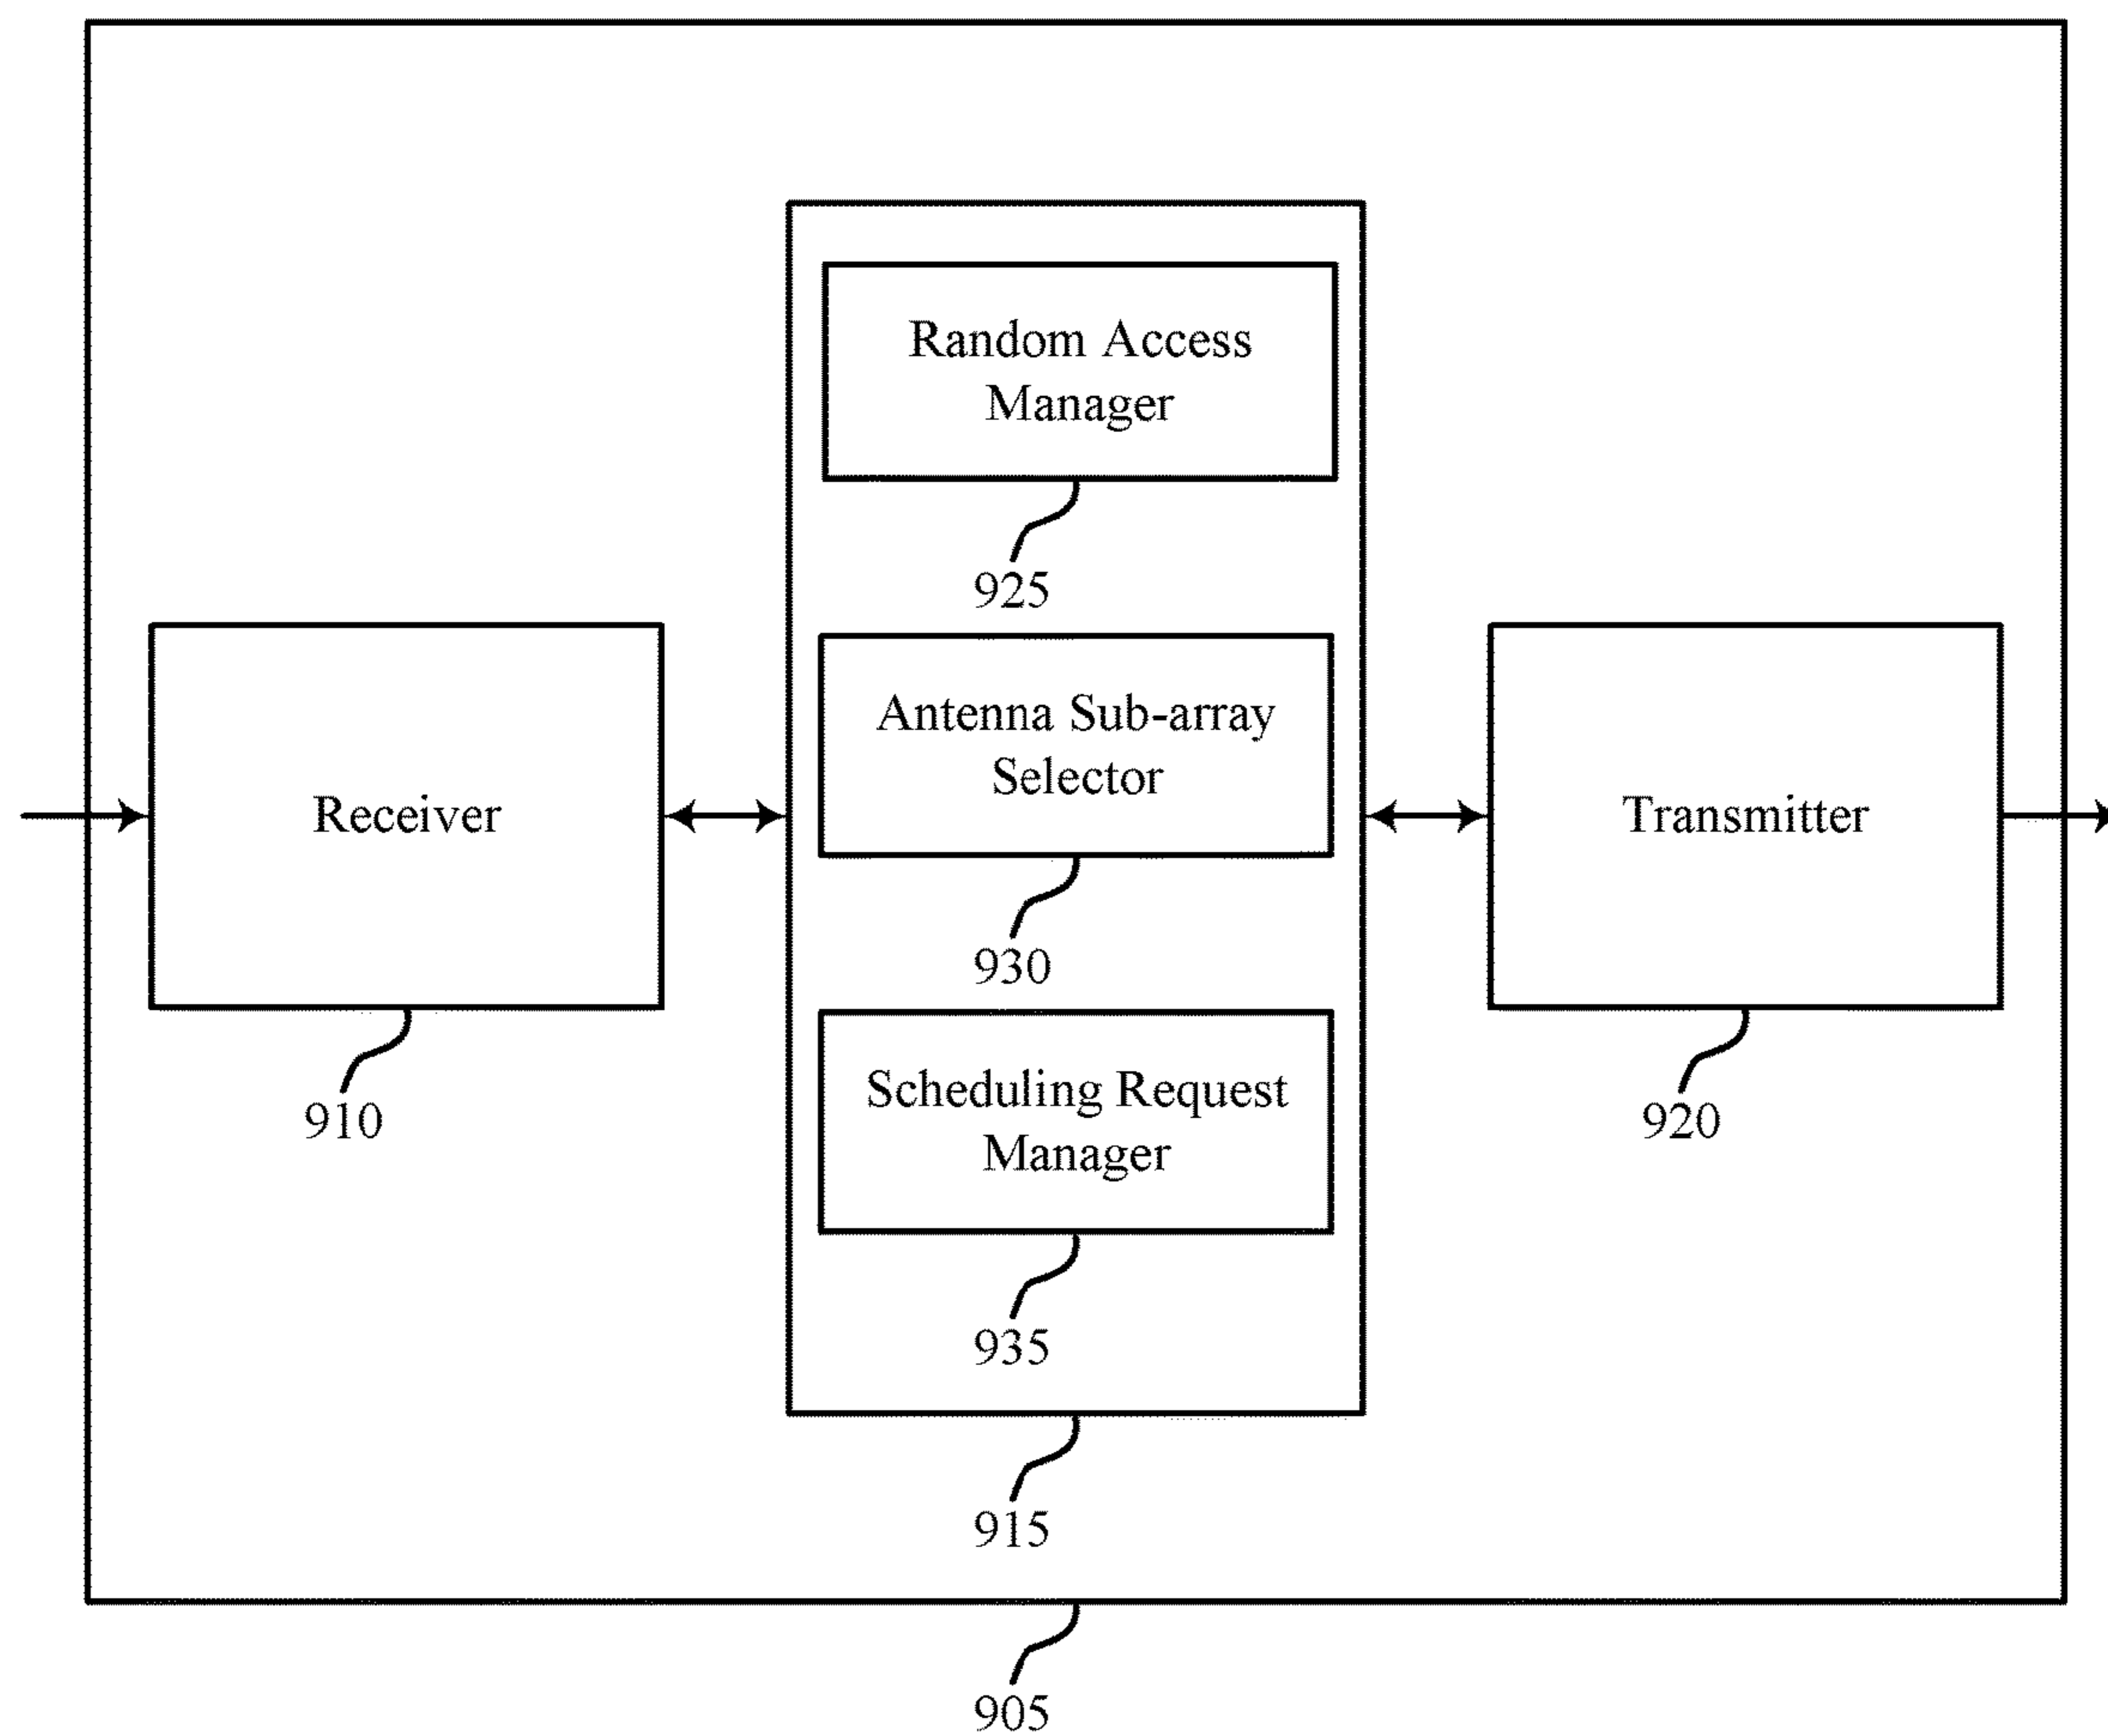 Random Access
Manager
925
Antenna Sub-array
Selector
930
Scheduling Request
Manager
935
915
Receiver
910
Transmitter
920
905